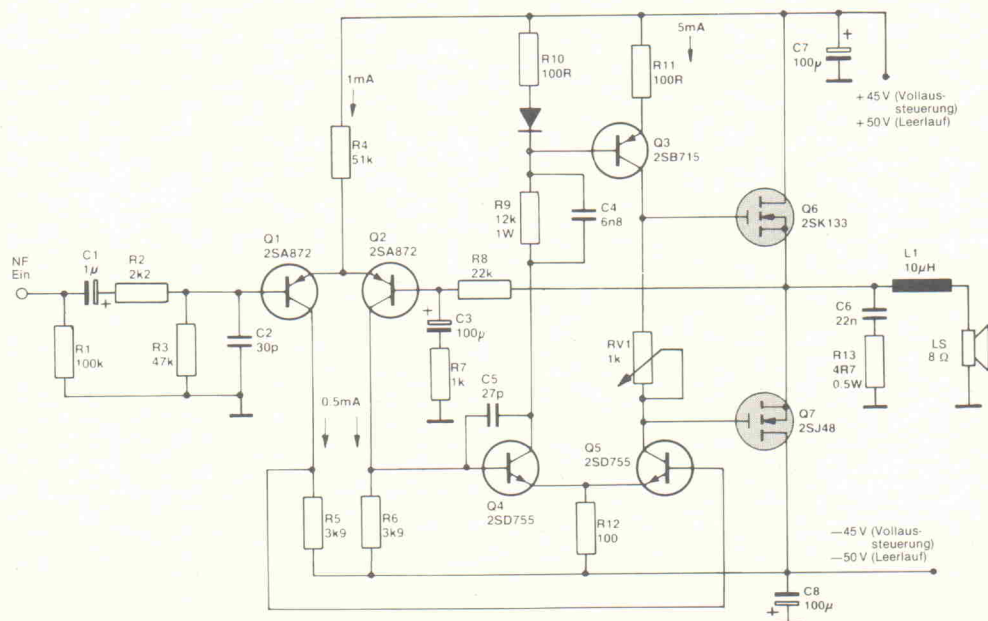 R10
100R
5mA
R11
100R
C7
100µ
+
+45V (Vollaus-
steuerung)
+50V (Leerlauf)
1mA
R4
51k
Q3
2SB715
R9
12k
1W
C4
6n8
Q6
2SK133
NF
Ein
C1
1µ
+
R2
2k2
Q1
2SA872
Q2
2SA872
R8
22k
L1
10µH
R1
100k
R3
47k
C2
30p
+
C3
100µ
R7
1k
RV1
1k
C6
22n
R13
4R7
0.5W
LS
8 Ω
0.5mA
C5
27p
Q7
2SJ48
Q4
2SD755
Q5
2SD755
R5
3k9
R6
3k9
R12
100
—45V (Vollaus-
steuerung)
—50V (Leerlauf)
C8
100µ
+